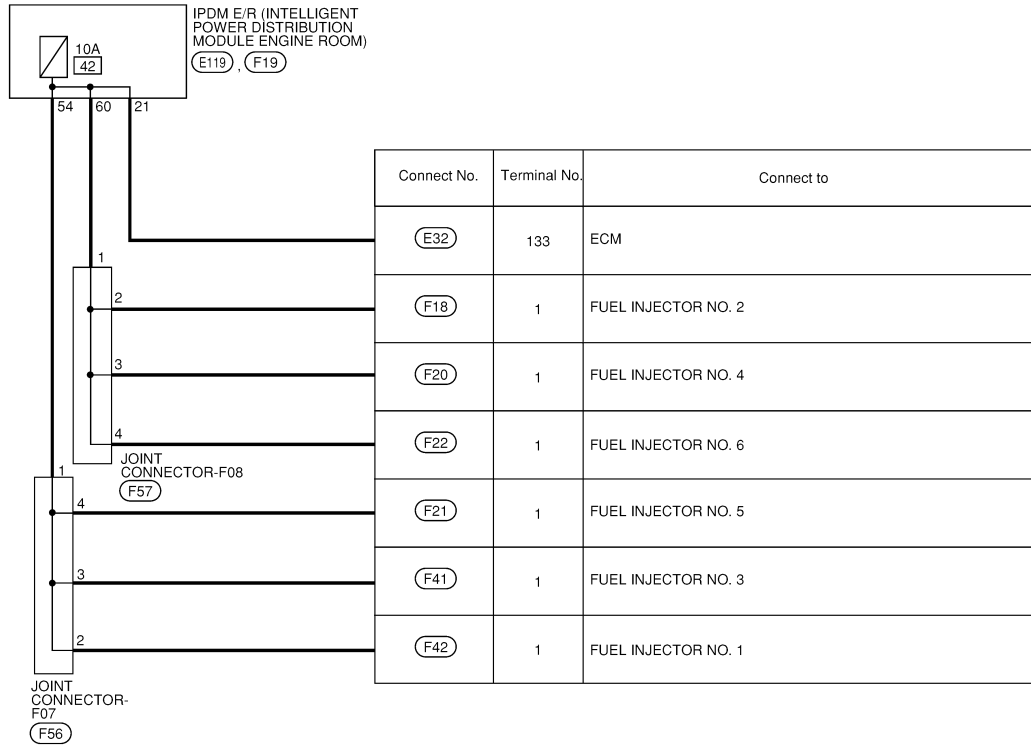 IPDM E/R (INTELLIGENT
POWER DISTRIBUTION
MODULE ENGINE ROOM)
E119 , F19
10A
42
54 60 21
Connect No. Terminal No. Connect to
E32 133 ECM
1
2 F18 1 FUEL INJECTOR NO. 2
3 F20 1 FUEL INJECTOR NO. 4
4 F22 1 FUEL INJECTOR NO. 6
JOINT
CONNECTOR-F08
F57
1
4 F21 1 FUEL INJECTOR NO. 5
3 F41 1 FUEL INJECTOR NO. 3
2 F42 1 FUEL INJECTOR NO. 1
JOINT
CONNECTOR-
F07
F56